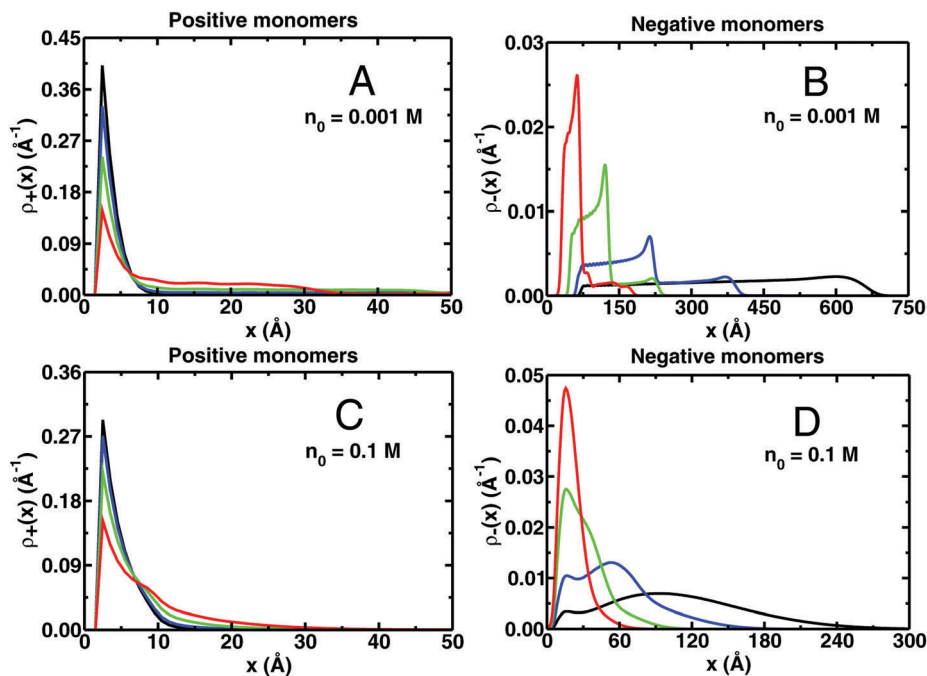 Positive monomers
A
n₀ = 0.001 M
ρ+(x) (Å⁻¹)
0.45
0.36
0.27
0.18
0.09
0.00
0 10 20 30 40 50
x (Å)
Negative monomers
B
n₀ = 0.001 M
ρ-(x) (Å⁻¹)
0.03
0.02
0.01
0.00
0 150 300 450 600 750
x (Å)
Positive monomers
C
n₀ = 0.1 M
ρ+(x) (Å⁻¹)
0.36
0.27
0.18
0.09
0.00
0 10 20 30 40 50
x (Å)
Negative monomers
D
n₀ = 0.1 M
ρ-(x) (Å⁻¹)
0.05
0.04
0.03
0.02
0.01
0.00
0 60 120 180 240 300
x (Å)